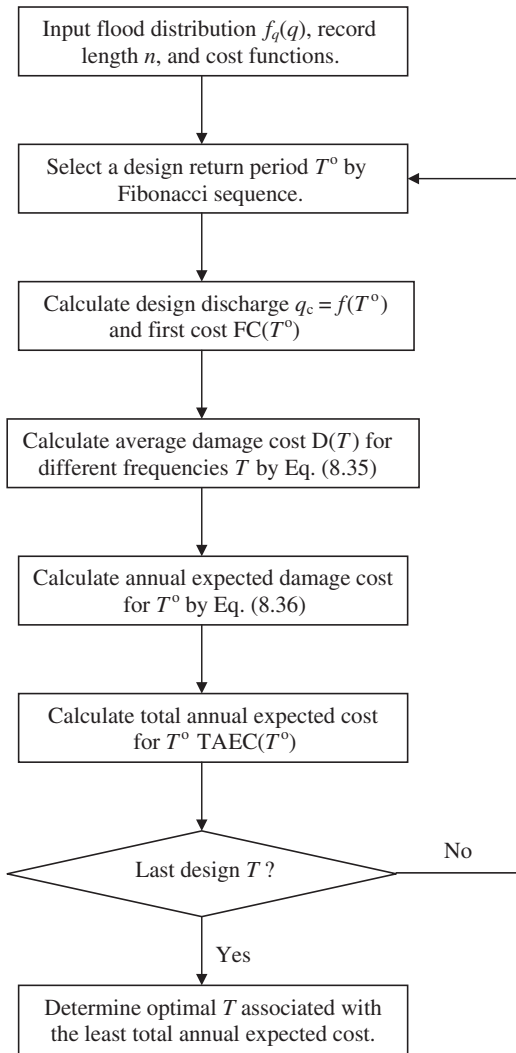 Input flood distribution f_q(q), record
length n, and cost functions.
Select a design return period T° by
Fibonacci sequence.
Calculate design discharge q_c = f(T°)
and first cost FC(T°)
Calculate average damage cost D(T) for
different frequencies T by Eq. (8.35)
Calculate annual expected damage cost
for T° by Eq. (8.36)
Calculate total annual expected cost
for T° TAEC(T°)
Last design T ?
No
Yes
Determine optimal T associated with
the least total annual expected cost.